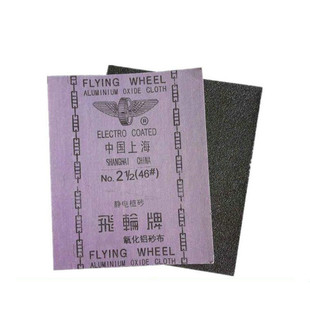 FLYING WHEEL
ALUMINIUM OXIDE CLOTH
®
ELECTRO COATED
中国上海
SHANGHAI CHINA
No. 2½(46#)
静电植砂
飛輪牌
氧化铝砂布
FLYING WHEEL
ALUMINIUM OXIDE CLOTH